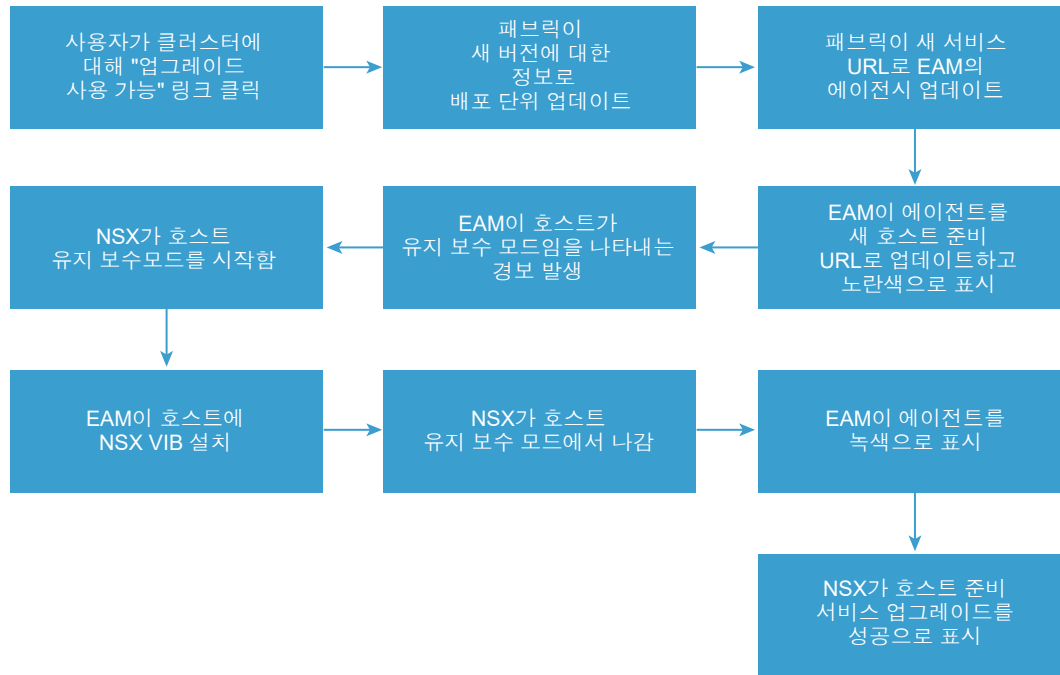 사용자가 클러스터에
대해 "업그레이드
사용 가능" 링크 클릭
패브릭이
새 버전에 대한
정보로
배포 단위 업데이트
패브릭이 새 서비스
URL로 EAM의
에이전시 업데이트
EAM이 에이전트를
새 호스트 준비
URL로 업데이트하고
노란색으로 표시
EAM이 호스트가
유지 보수 모드임을 나타내는
경보 발생
NSX가 호스트
유지 보수모드를 시작함
EAM이 호스트에
NSX VIB 설치
NSX가 호스트
유지 보수 모드에서 나감
EAM이 에이전트를
녹색으로 표시
NSX가 호스트 준비
서비스 업그레이드를
성공으로 표시